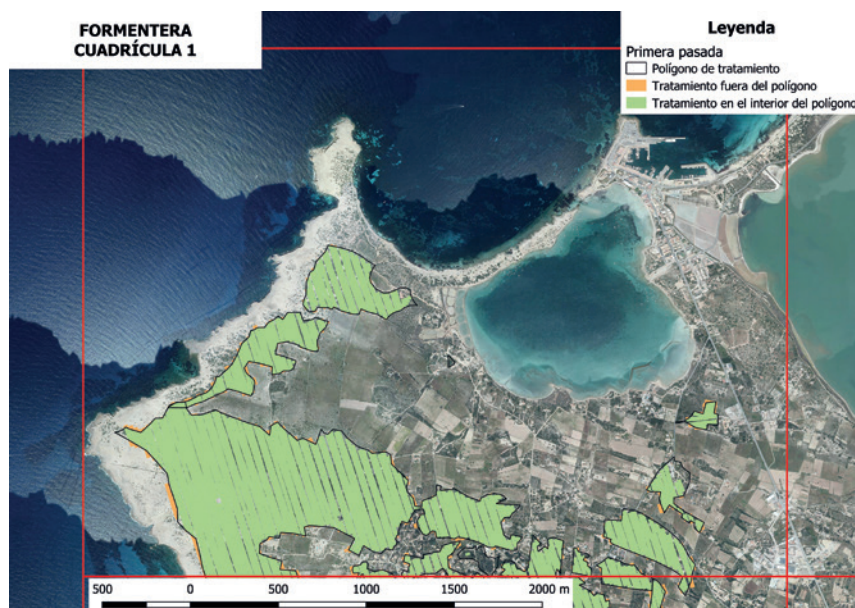 FORMENTERA
CUADRÍCULA 1
Leyenda
Primera pasada
Polígono de tratamiento
Tratamiento fuera del polígono
Tratamiento en el interior del polígono
500 0 500 1000 1500 2000 m